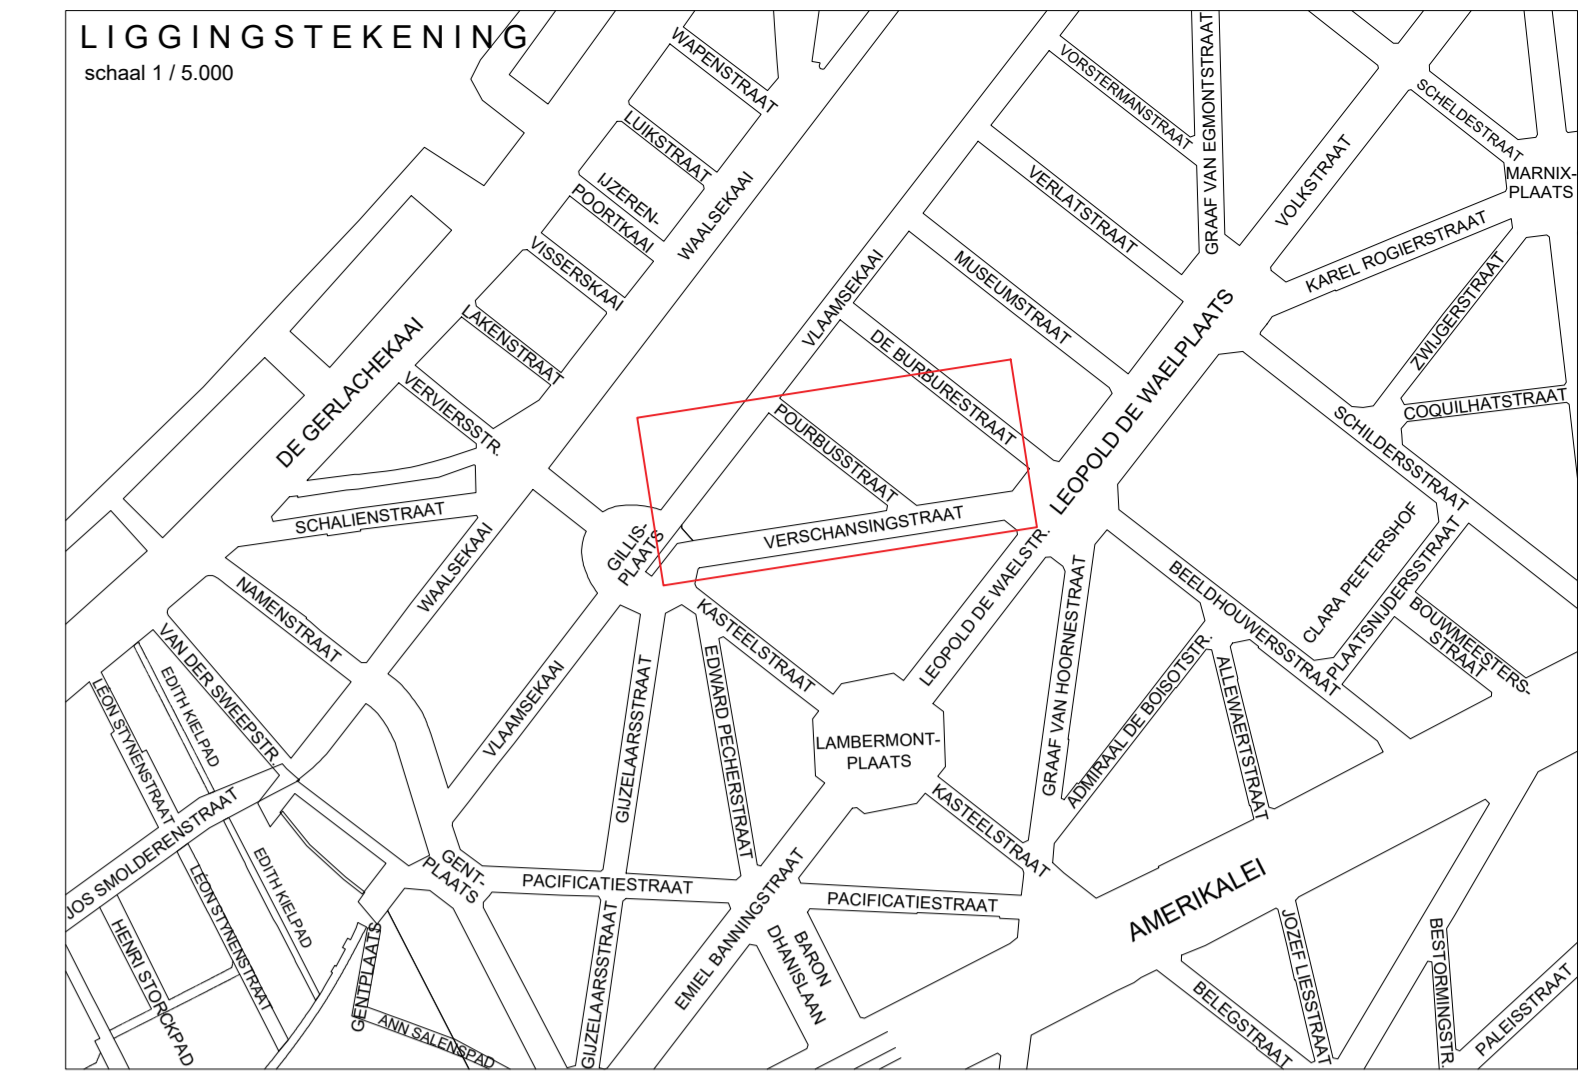 LIGGINGSTEKENING
schaal 1 / 5.000
WAPENSTRAAT
LUIKSTRAAT
IJZEREN-
POORTKAAI
VISSERSKAAI
LAKENSTRAAT
VERVIERSSTR.
WAALSEKAAI
DE GERLACHEKAAI
VORSTERMANSTRAAT
GRAAF VAN EGMONTSTRAAT
VERLATSTRAAT
VOLKSTRAAT
SCHELDESTRAAT
MARNIX-
PLAATS
KAREL ROGIERSTRAAT
ZWIJGERSTRAAT
COQUILHATSTRAAT
VLAAMSEKAAI
MUSEUMSTRAAT
DE BURBURESTRAAT
LEOPOLD DE WAELPLAATS
POURBUSSTRAAT
VERSCHANSINGSTRAAT
SCHILDERSSTRAAT
SCHALIENSTRAAT
GILLIS-
PLAATS
NAMENSTRAAT
WAALSEKAAI
VAN DER SWEEPSTR.
EDITH KIELPAD
LÉON STYNENSTRAAT
KASTEELSTRAAT
LEOPOLD DE WAELSTR.
GRAAF VAN HOORNESTRAAT
BEELDHOUWERSSTRAAT
CLARA PEETERSHOF
PLAATSNIJDERSSTRAAT
BOUWMEESTERS-
STRAAT
ADMIRAAL DE BOISOTSTR.
ALLEWAERTSTRAAT
VLAAMSEKAAI
GIJZELAARSSTRAAT
EDWARD PECHERSTRAAT
LAMBERMONT-
PLAATS
KASTEELSTRAAT
JOS SMOLDERENSTRAAT
LÉON STYNENSTRAAT
EDITH KIELPAD
GENT-
PLAATS
PACIFICATIESTRAAT
PACIFICATIESTRAAT
AMERIKALEI
HENRI STORCKPAD
GENTPLAATS
ANN SALENSPAD
GIJZELAARSSTRAAT
EMIEL BANNINGSTRAAT
BARON
DHANISLAAN
BELEGSTRAAT
JOZEF LIESSTRAAT
BESTORMINGSTR.
PALEISSTRAAT